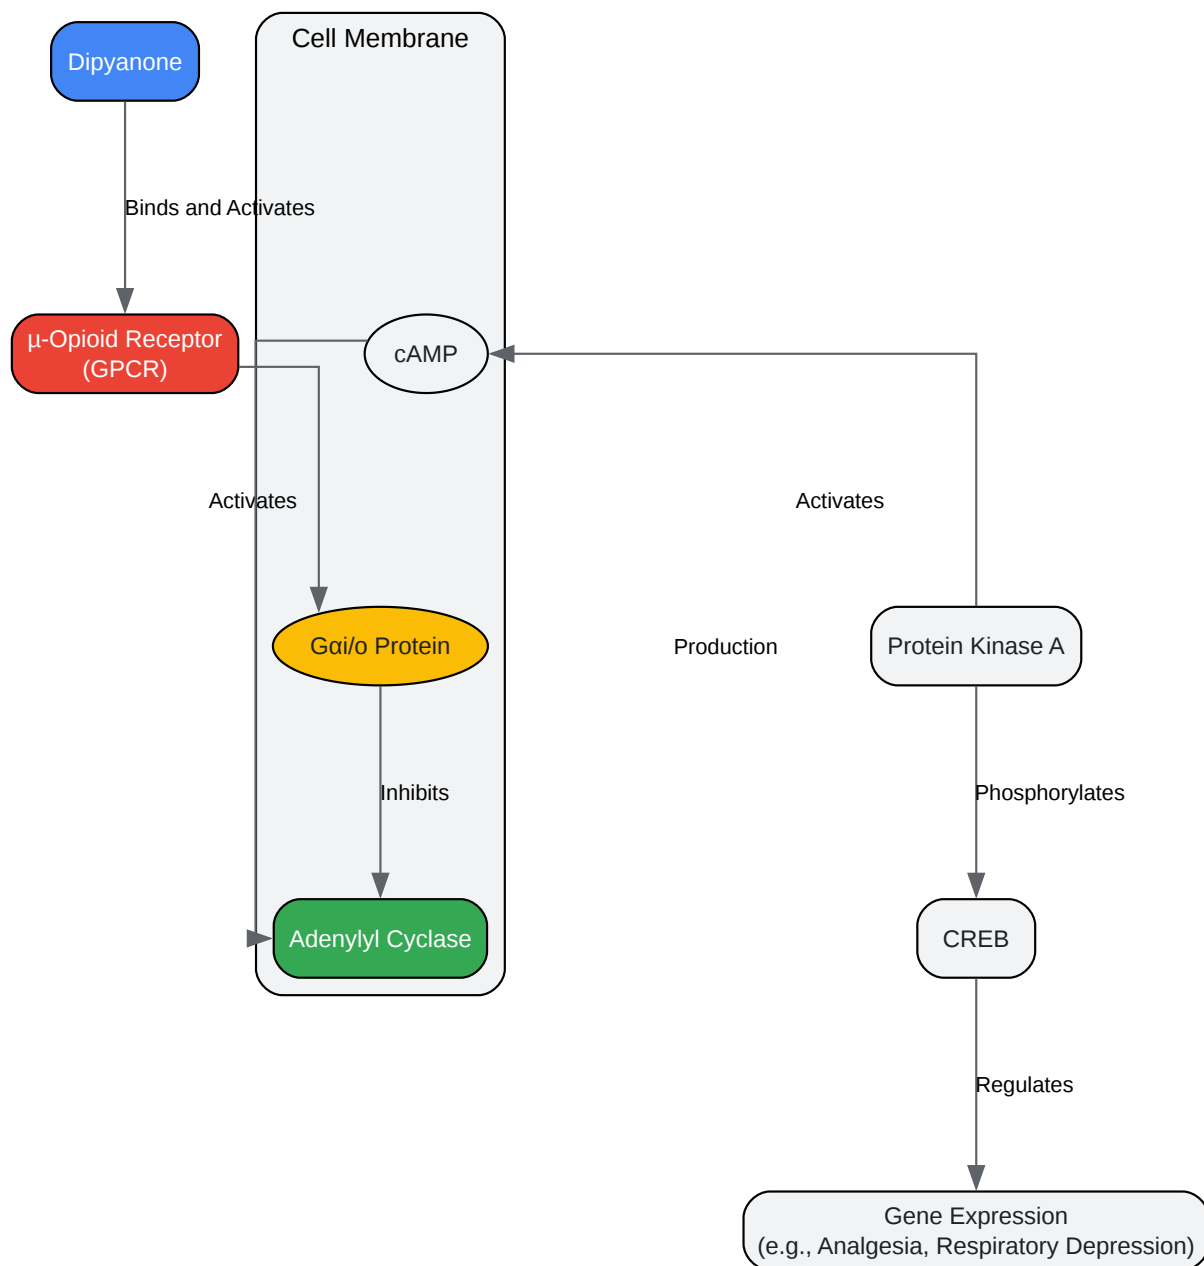 Cell Membrane
Dipyanone
Binds and Activates
µ-Opioid Receptor
(GPCR)
cAMP
Activates
Activates
Gαi/o Protein
Production
Protein Kinase A
Inhibits
Phosphorylates
Adenylyl Cyclase
CREB
Regulates
Gene Expression
(e.g., Analgesia, Respiratory Depression)